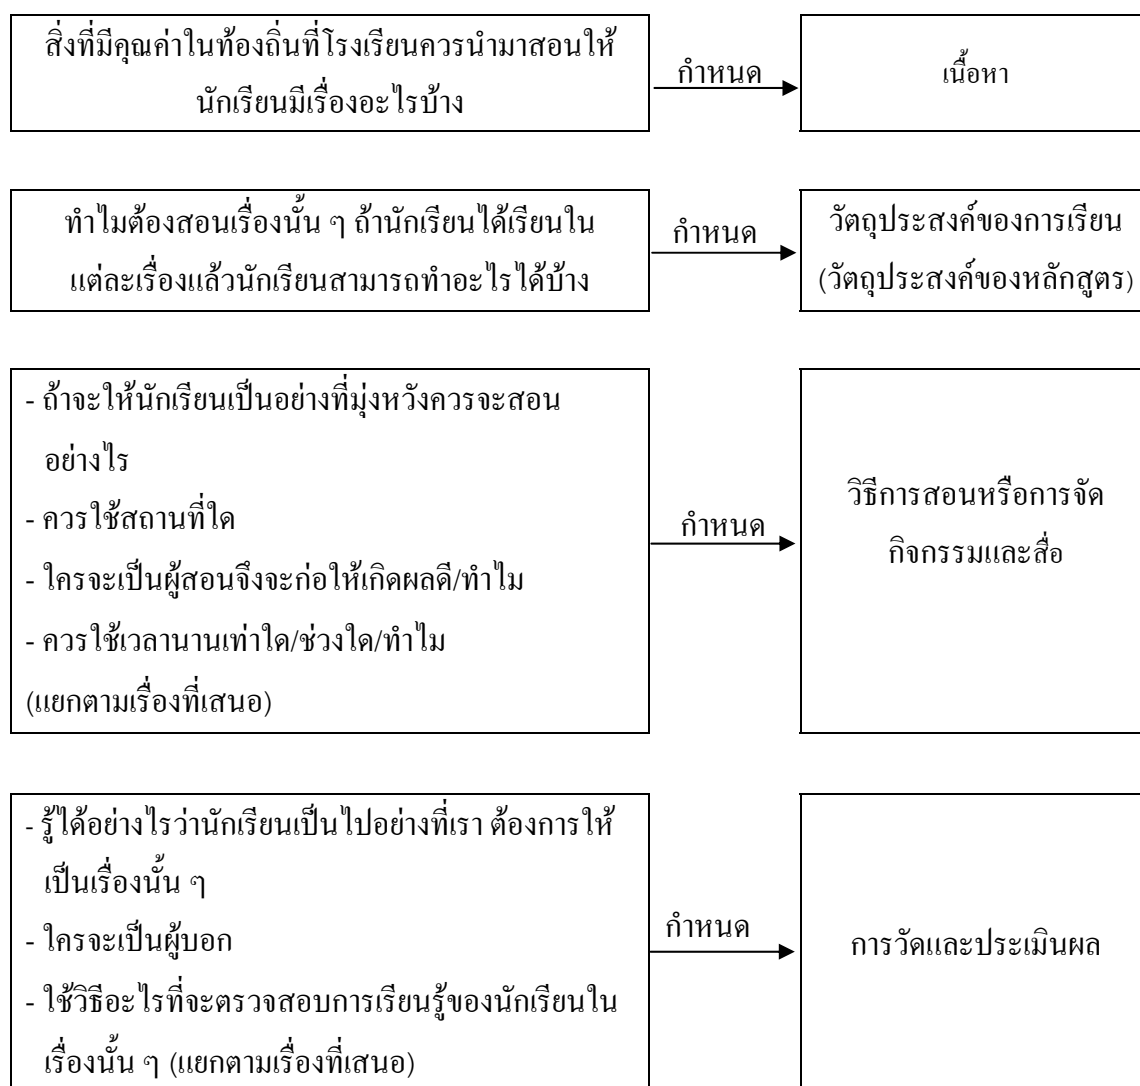 สิ่งที่มีคุณค่าในท้องถิ่นที่โรงเรียนควรนำมาสอนให้
นักเรียนมีเรื่องอะไรบ้าง
กำหนด
เนื้อหา
ทำไมต้องสอนเรื่องนั้น ๆ ถ้านักเรียนได้เรียนใน
แต่ละเรื่องแล้วนักเรียนสามารถทำอะไรได้บ้าง
กำหนด
วัตถุประสงค์ของการเรียน
(วัตถุประสงค์ของหลักสูตร)
- ถ้าจะให้นักเรียนเป็นอย่างที่มุ่งหวังควรจะสอน
อย่างไร
- ควรใช้สถานที่ใด
- ใครจะเป็นผู้สอนจึงจะก่อให้เกิดผลดี/ทำไม
- ควรใช้เวลานานเท่าใด/ช่วงใด/ทำไม
(แยกตามเรื่องที่เสนอ)
กำหนด
วิธีการสอนหรือการจัด
กิจกรรมและสื่อ
- รู้ได้อย่างไรว่านักเรียนเป็นไปอย่างที่เรา ต้องการให้
เป็นเรื่องนั้น ๆ
- ใครจะเป็นผู้บอก
- ใช้วิธีอะไรที่จะตรวจสอบการเรียนรู้ของนักเรียนใน
เรื่องนั้น ๆ (แยกตามเรื่องที่เสนอ)
กำหนด
การวัดและประเมินผล